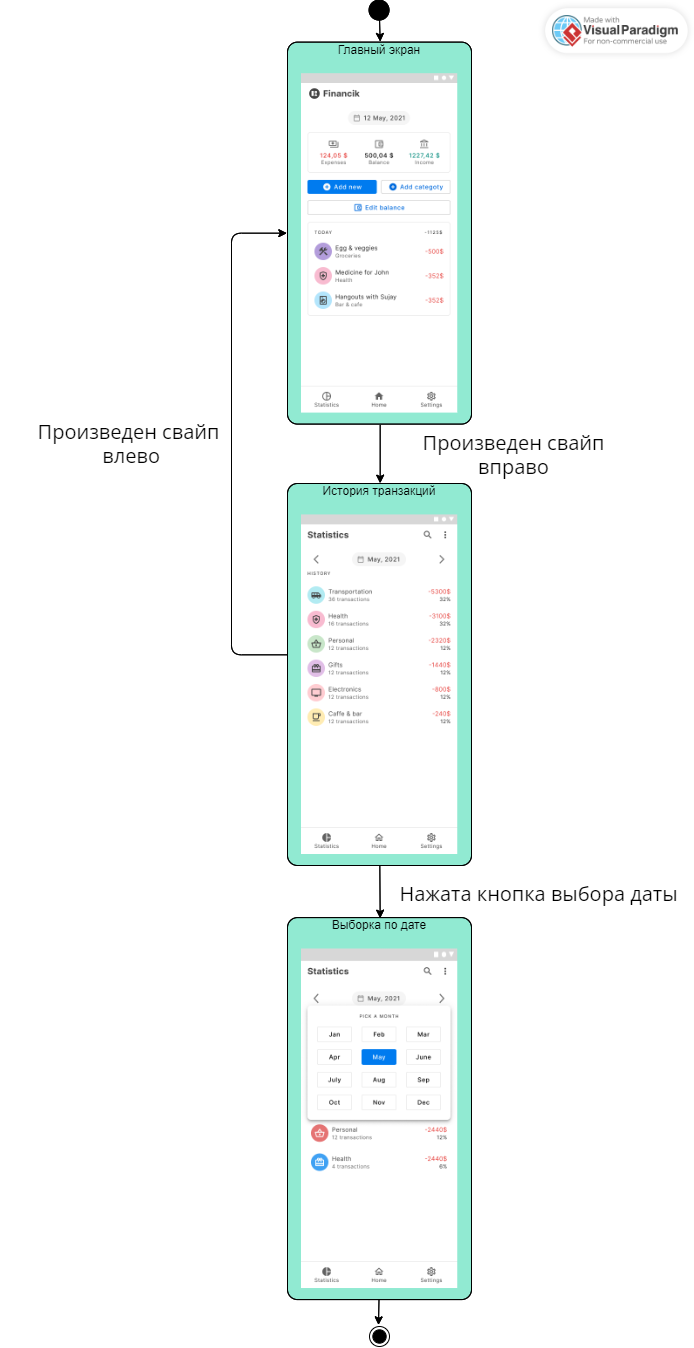 Made with
VisualParadigm
For non-commercial use
Главный экран
Financik
12 May, 2021
124,05 $ 500,04 $ 1227,42 $
Expenses Balance Income
Add new Add categoty
Edit balance
TODAY -1125$
Egg & veggies
Groceries
-500$
Medicine for John
Health
-352$
Hangouts with Sujay
Bar & cafe
-352$
Statistics Home Settings
Произведен свайп
влево
Произведен свайп
вправо
История транзакций
Statistics
May, 2021
HISTORY
Transportation -5300$
36 transactions 32%
Health -3100$
16 transactions 32%
Personal -2320$
12 transactions 12%
Gifts -1440$
12 transactions 12%
Electronics -800$
12 transactions 12%
Caffe & bar -240$
12 transactions 12%
Statistics Home Settings
Нажата кнопка выбора даты
Выборка по дате
Statistics
May, 2021
PICK A MONTH
Jan Feb Mar
Apr May June
July Aug Sep
Oct Nov Dec
Personal -2440$
12 transactions 12%
Health -2440$
4 transactions 6%
Statistics Home Settings